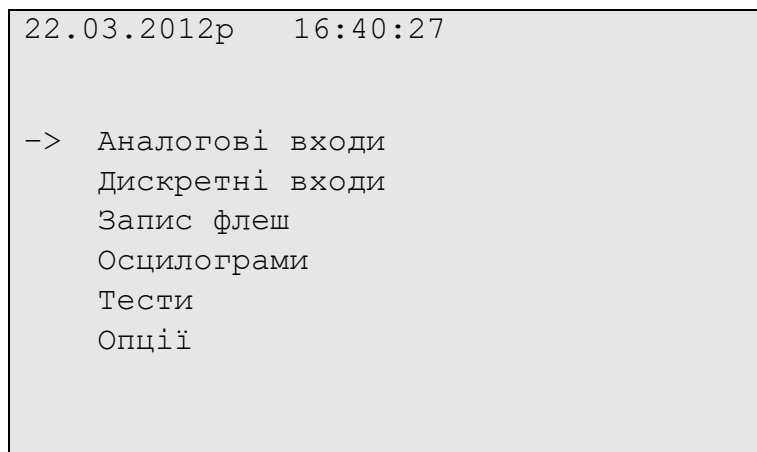 22.03.2012р 16:40:27
-> Аналогові входи
Дискретні входи
Запис флеш
Осцилограми
Тести
Опції